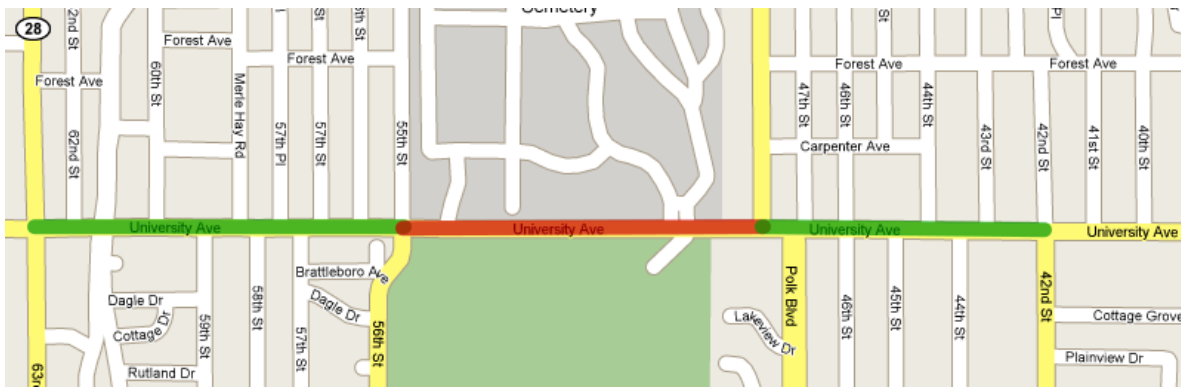 Cemetery
28
Forest Ave
Forest Ave
Forest Ave
Forest Ave
Forest Ave
60th St
62nd St
Merle Hay Rd
57th Pl
57th St
55th St
47th St
46th St
44th St
43rd St
42nd St
41st St
40th St
Carpenter Ave
University Ave
University Ave
University Ave
University Ave
Brattleboro Ave
Dagle Dr
Dagle Dr
Cottage Dr
Rutland Dr
59th St
58th St
57th St
56th St
Lakeview Dr
Polk Blvd
46th St
45th St
44th St
42nd St
Cottage Grove
Plainview Dr